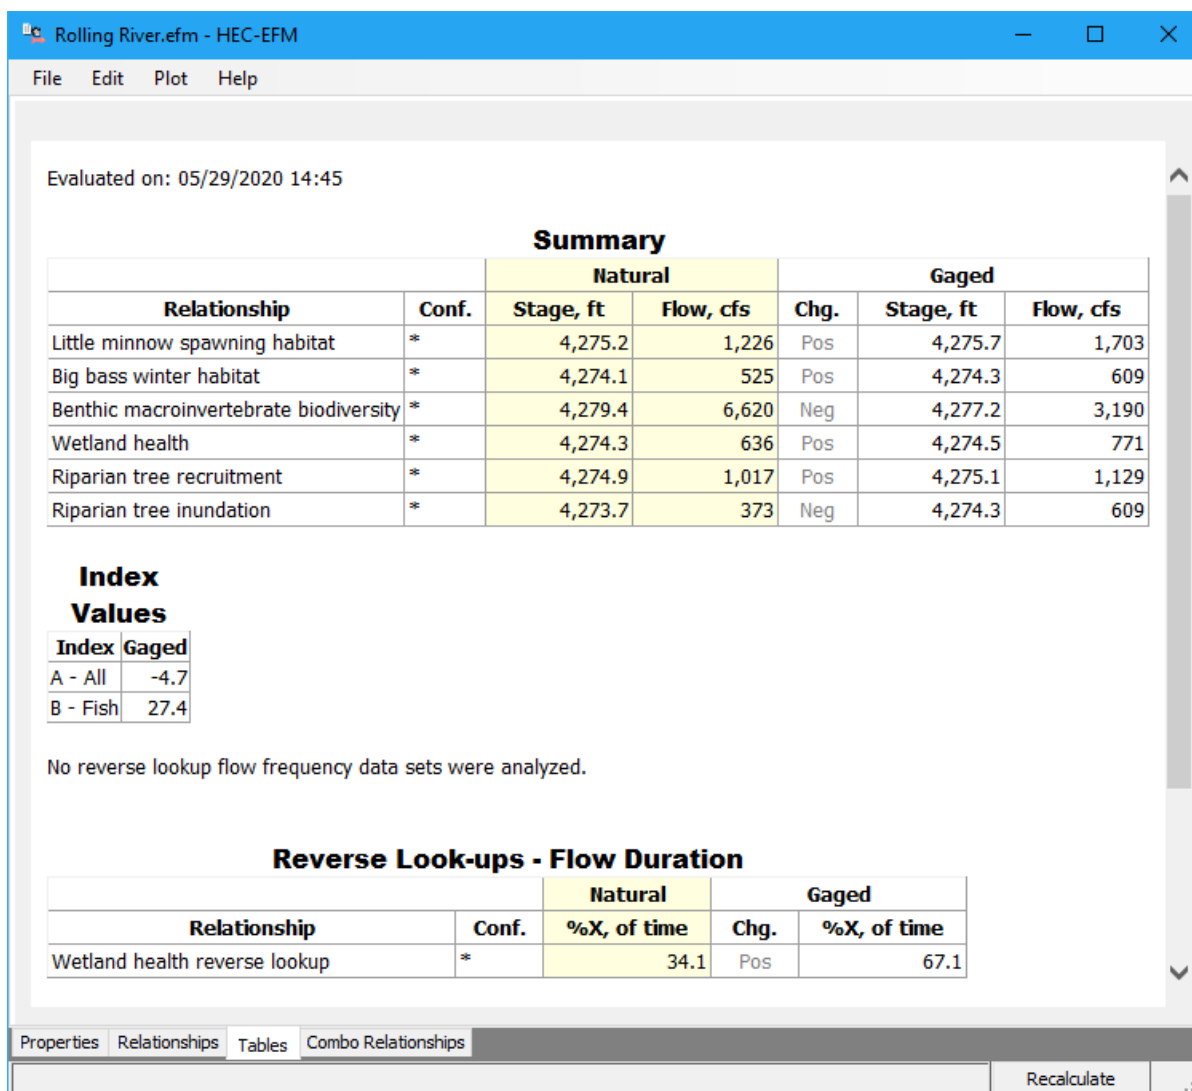 Rolling River.efm - HEC-EFM
File Edit Plot Help
Evaluated on: 05/29/2020 14:45
Summary
Natural Gaged
Relationship Conf. Stage, ft Flow, cfs Chg. Stage, ft Flow, cfs
Little minnow spawning habitat * 4,275.2 1,226 Pos 4,275.7 1,703
Big bass winter habitat * 4,274.1 525 Pos 4,274.3 609
Benthic macroinvertebrate biodiversity * 4,279.4 6,620 Neg 4,277.2 3,190
Wetland health * 4,274.3 636 Pos 4,274.5 771
Riparian tree recruitment * 4,274.9 1,017 Pos 4,275.1 1,129
Riparian tree inundation * 4,273.7 373 Neg 4,274.3 609
Index
Values
Index Gaged
A - All -4.7
B - Fish 27.4
No reverse lookup flow frequency data sets were analyzed.
Reverse Look-ups - Flow Duration
Natural Gaged
Relationship Conf. %X, of time Chg. %X, of time
Wetland health reverse lookup * 34.1 Pos 67.1
Properties Relationships Tables Combo Relationships
Recalculate